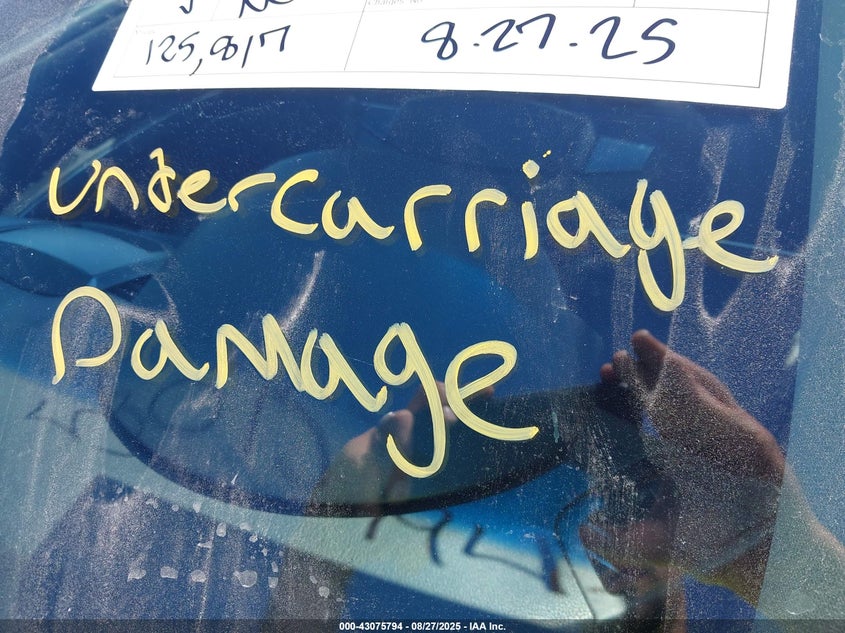 125,817 8.27.25
undercarriage
Damage
000-43075794 - 08/27/2025 - IAA Inc.